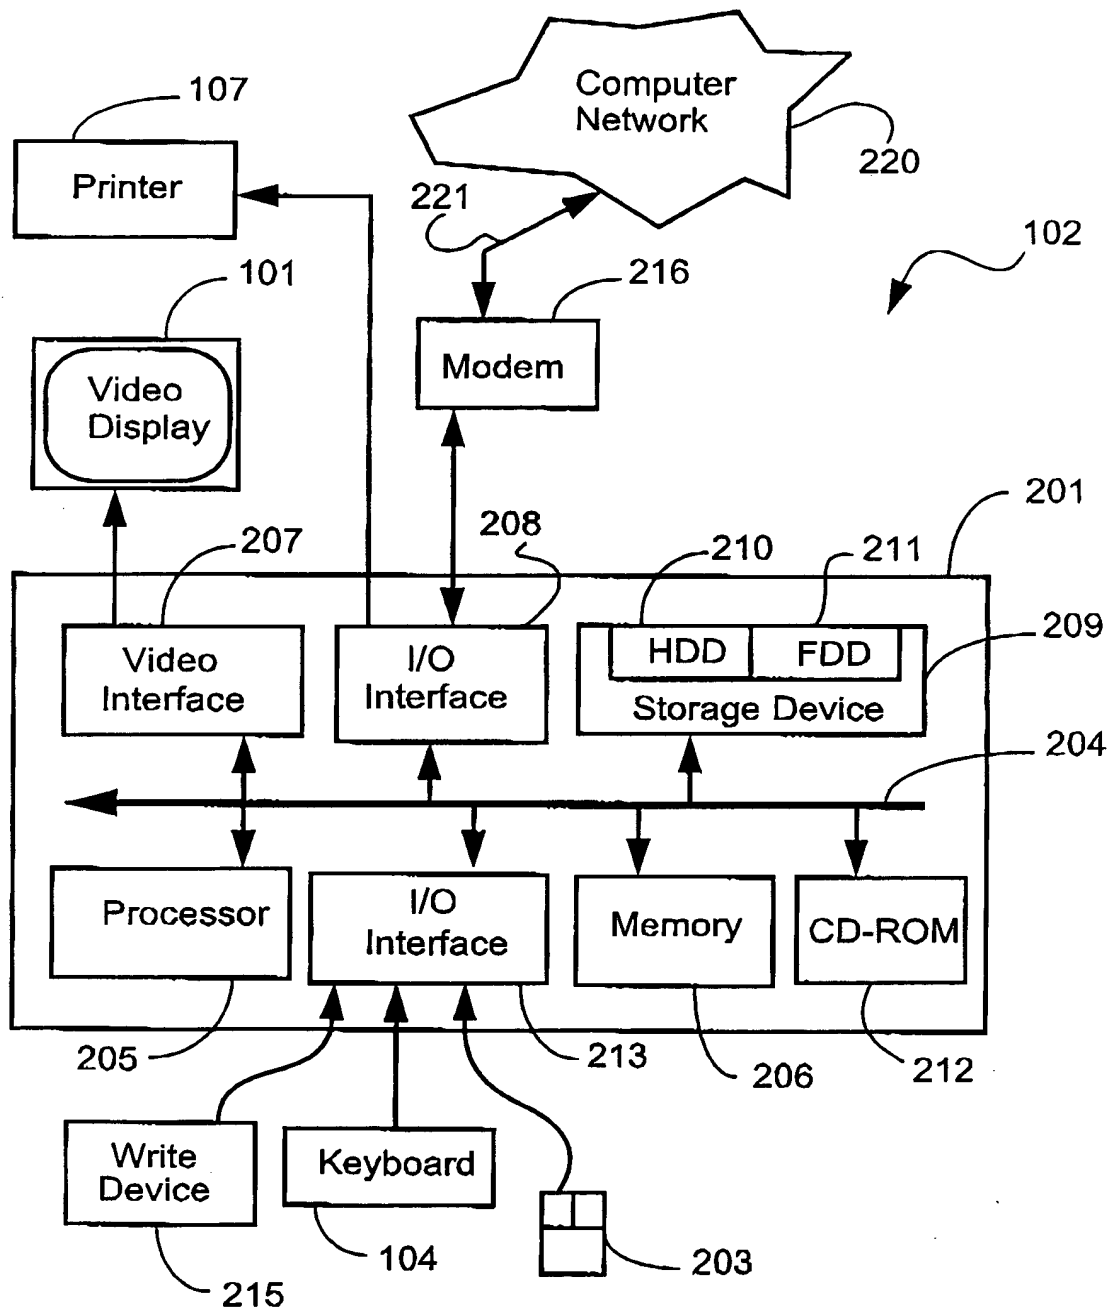 Computer
Network
107
220
Printer
221
102
101
216
Video
Display
Modem
201
207
208
210
211
209
Video
Interface
I/O
Interface
HDD
FDD
Storage Device
204
Processor
I/O
Interface
Memory
CD-ROM
205
213
206
212
Write
Device
Keyboard
104
203
215